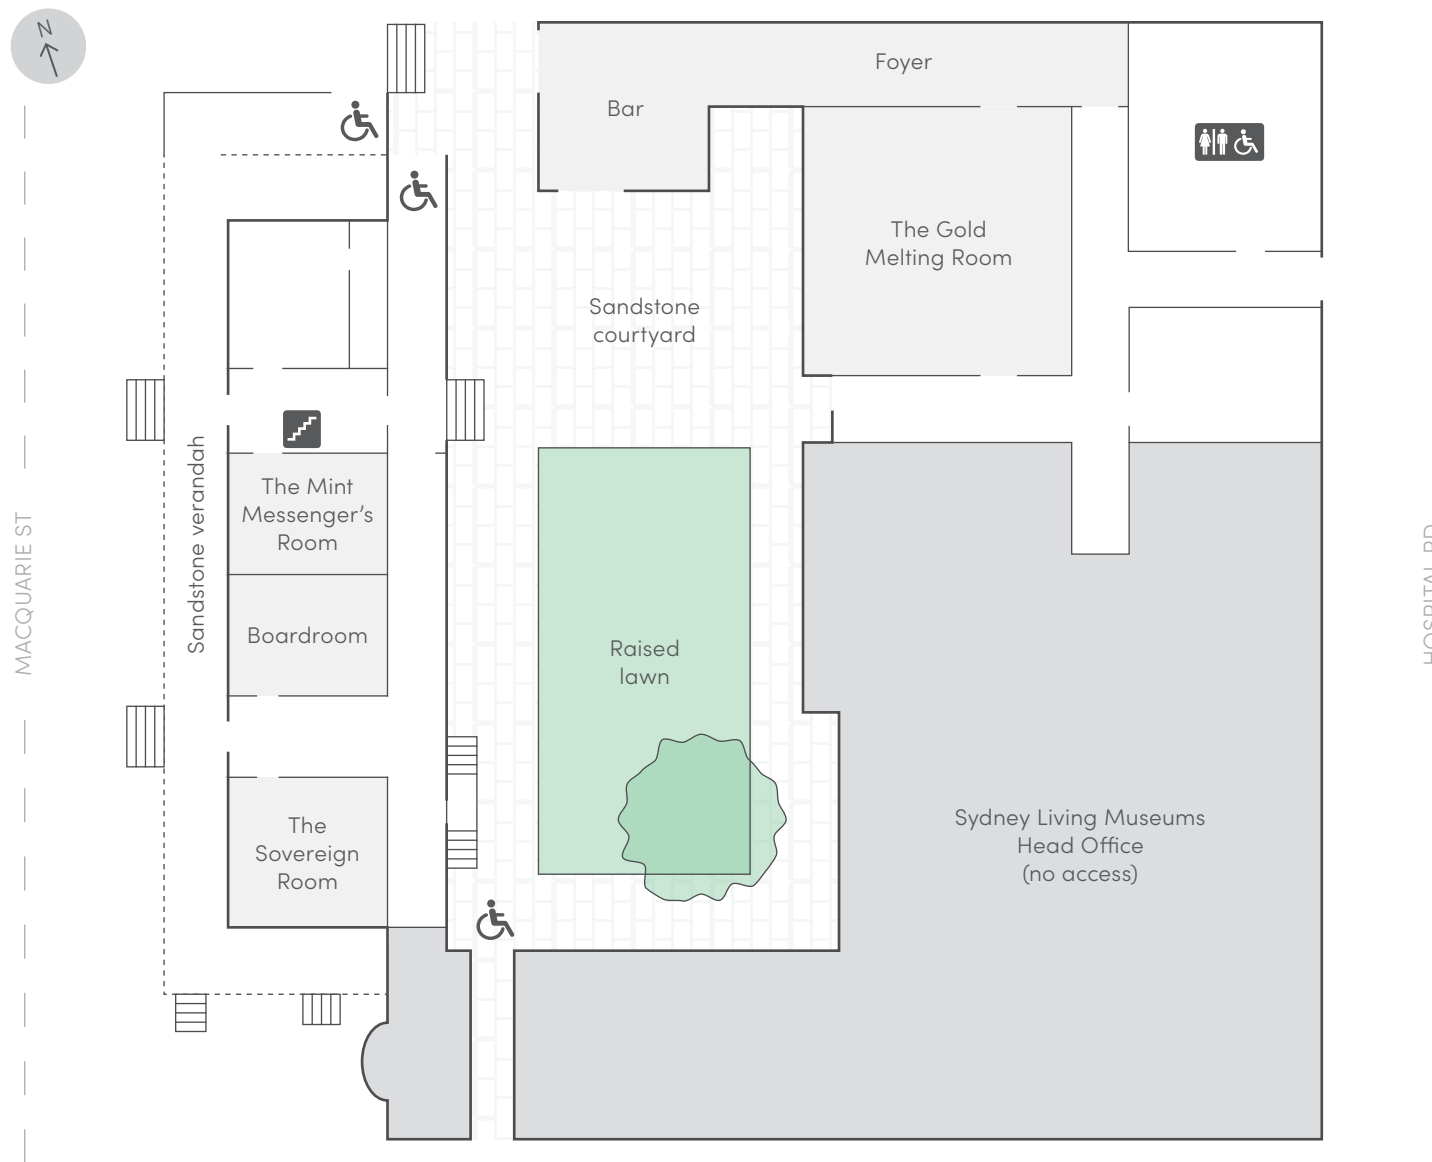 N
Foyer
Bar
The Gold
Melting Room
Sandstone
courtyard
Sandstone verandah
The Mint
Messenger’s
Room
MACQUARIE ST
Boardroom
Raised
lawn
The
Sovereign
Room
Sydney Living Museums
Head Office
(no access)